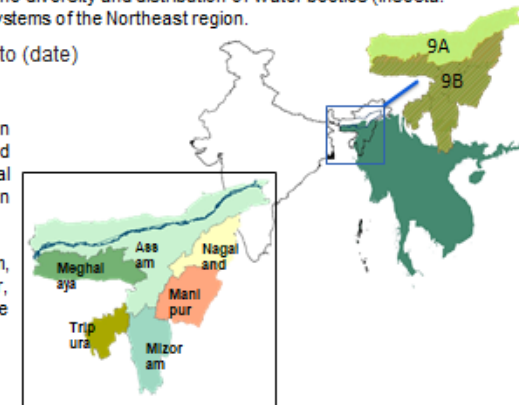 ystems of the Northeast region.
to (date)
n
d
al
n
n,
r,
e
9A
9B
Ass
am
Nagal
and
Meghal
aya
Mani
pur
Trip
ura
Mizor
am